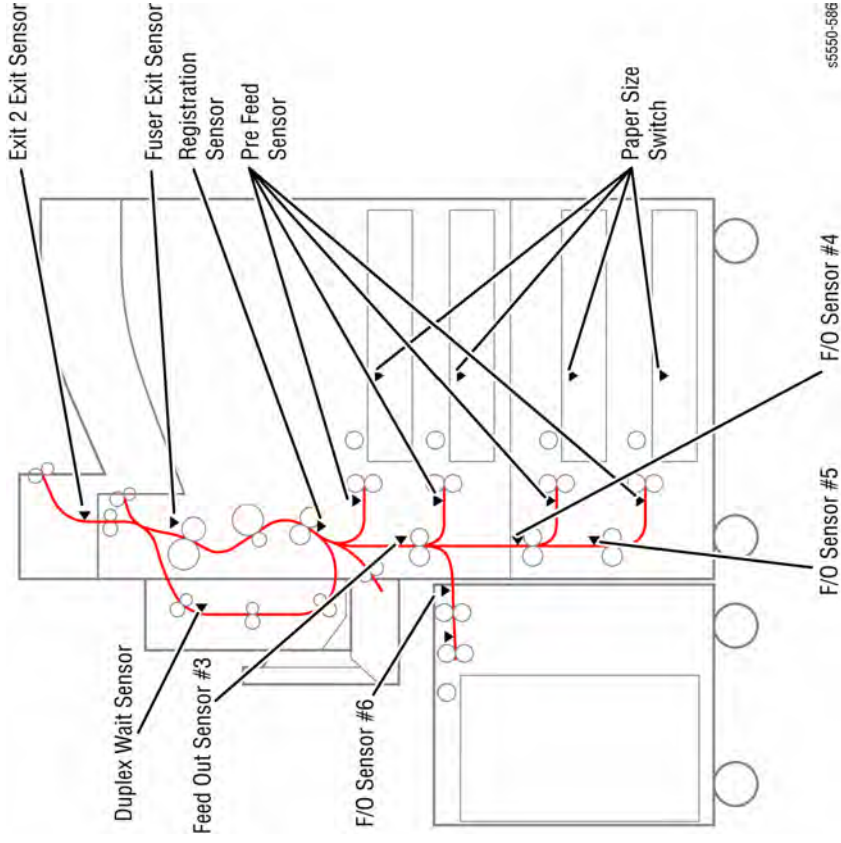 Exit 2 Exit Sensor
Fuser Exit Sensor
Registration
Sensor
Pre Feed
Sensor
Paper Size
Switch
Duplex Wait Sensor
Feed Out Sensor #3
F/O Sensor #6
F/O Sensor #5
F/O Sensor #4
s5550-586